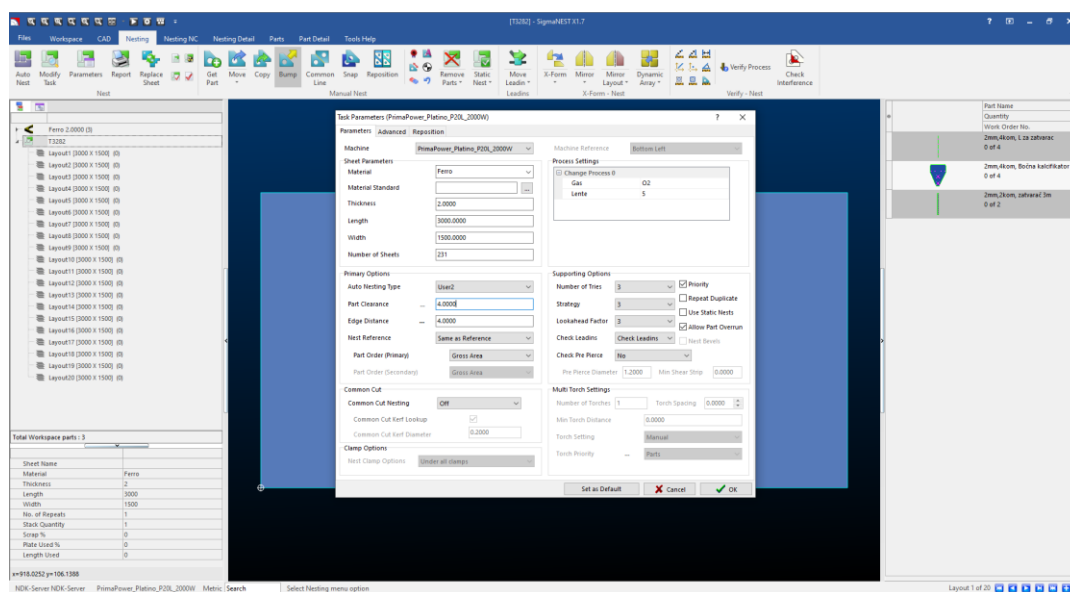 [T3282] - SigmaNEST X1.7
Files Workspace CAD Nesting Nesting NC Nesting Detail Parts Part Detail Tools Help
Auto Nest
Modify Task
Parameters
Report
Replace Sheet
Get Part
Move
Copy
Bump
Common Line
Snap
Reposition
Remove Parts
Static Nest
Move Leadin
X-Form
Mirror
Mirror Layout
Dynamic Array
Verify Process
Check Interference
Nest Manual Nest Leadins X-Form - Nest Verify - Nest
Ferro 2.0000 (3)
T3282
Layout1 [3000 X 1500] (0)
Layout2 [3000 X 1500] (0)
Layout3 [3000 X 1500] (0)
Layout4 [3000 X 1500] (0)
Layout5 [3000 X 1500] (0)
Layout6 [3000 X 1500] (0)
Layout7 [3000 X 1500] (0)
Layout8 [3000 X 1500] (0)
Layout9 [3000 X 1500] (0)
Layout10 [3000 X 1500] (0)
Layout11 [3000 X 1500] (0)
Layout12 [3000 X 1500] (0)
Layout13 [3000 X 1500] (0)
Layout14 [3000 X 1500] (0)
Layout15 [3000 X 1500] (0)
Layout16 [3000 X 1500] (0)
Layout17 [3000 X 1500] (0)
Layout18 [3000 X 1500] (0)
Layout19 [3000 X 1500] (0)
Layout20 [3000 X 1500] (0)
Total Workspace parts : 3
Sheet Name
Material Ferro
Thickness 2
Length 3000
Width 1500
No. of Repeats 1
Stack Quantity 1
Scrap % 0
Plate Used % 0
Length Used 0
x=918.0252 y=106.1388
Task Parameters (PrimaPower_Platino_P20L_2000W) ?
Parameters Advanced Reposition
Machine PrimaPower_Platino_P20L_2000W
Machine Reference Bottom-Left
Sheet Parameters
Material Ferro
Material Standard ...
Thickness 2.0000
Length 3000.0000
Width 1500.0000
Number of Sheets 231
Process Settings
Change Process 0
Gas O2
Lente 5
Primary Options
Auto Nesting Type User2
Part Clearance ... 4.0000
Edge Distance ... 4.0000
Nest Reference Same as Reference
Part Order (Primary) Gross Area
Part Order (Secondary) Gross Area
Supporting Options
Number of Tries 3
Strategy 3
Lookahead Factor 3
Check Leadins Check Leadins
Check Pre Pierce No
Pre Pierce Diameter 1.2000 Min Shear Strip 0.0000
Priority
Repeat Duplicate
Use Static Nests
Allow Part Overrun
Nest Bevels
Common Cut
Common Cut Nesting Off
Common Cut Kerf Lookup
Common Cut Kerf Diameter 0.2000
Clamp Options
Nest Clamp Options Under all clamps
Multi Torch Settings
Number of Torches 1 Torch Spacing 0.0000
Min Torch Distance 0.0000
Torch Setting Manual
Torch Priority ... Parts
Set as Default Cancel OK
Part Name
Quantity
Work Order No.
2mm,4kom, L za zatvarac
0 of 4
2mm,4kom, Bočna kalcifikator
0 of 4
2mm,2kom, zatvarač 3m
0 of 2
NDK-Server NDK-Server PrimaPower_Platino_P20L_2000W Metric Search Select Nesting menu option Layout 1 of 20